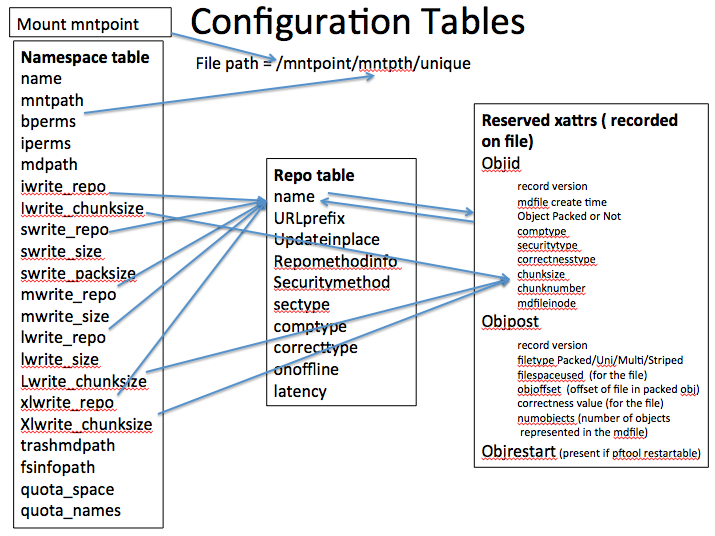 Configuration Tables
Mount mntpoint
File path = /mntpoint/mntpth/unique
Namespace table
name
mntpath
bperms
iperms
mdpath
iwrite_repo
Iwrite_chunksize
swrite_repo
swrite_size
swrite_packsize
mwrite_repo
mwrite_size
lwrite_repo
lwrite_size
Lwrite_chunksize
xlwrite_repo
Xlwrite_chunksize
trashmdpath
fsinfopath
quota_space
quota_names
Repo table
name
URLprefix
Updateinplace
Repomethodinfo
Securitymethod
sectype
comptype
correcttype
onoffline
latency
Reserved xattrs ( recorded
on file)
Objid
record version
mdfile create time
Object Packed or Not
comptype
securitytype
correctnesstype
chunksize
chunknumber
mdfileinode
Objpost
record version
filetype Packed/Uni/Multi/Striped
filespaceused (for the file)
objoffset (offset of file in packed obj)
correctness value (for the file)
numobjects (number of objects
represented in the mdfile)
Objrestart (present if pftool restartable)